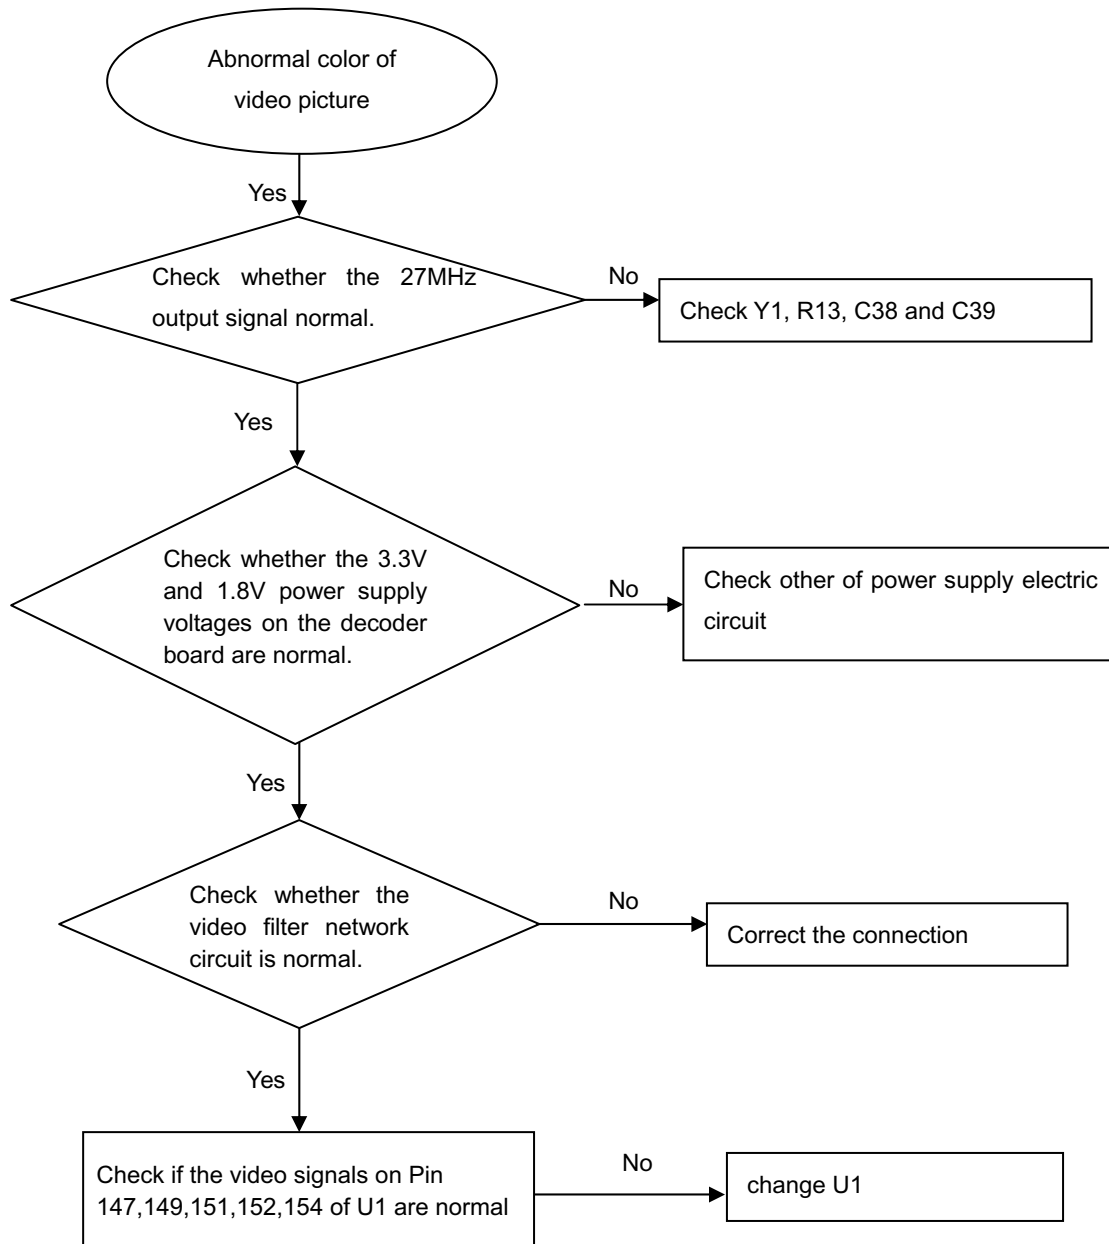 Abnormal color of
video picture
Yes
Check whether the 27MHz
output signal normal.
No
Check Y1, R13, C38 and C39
Yes
Check whether the 3.3V
and 1.8V power supply
voltages on the decoder
board are normal.
No
Check other of power supply electric
circuit
Yes
Check whether the
video filter network
circuit is normal.
No
Correct the connection
Yes
Check if the video signals on Pin
147,149,151,152,154 of U1 are normal
No
change U1